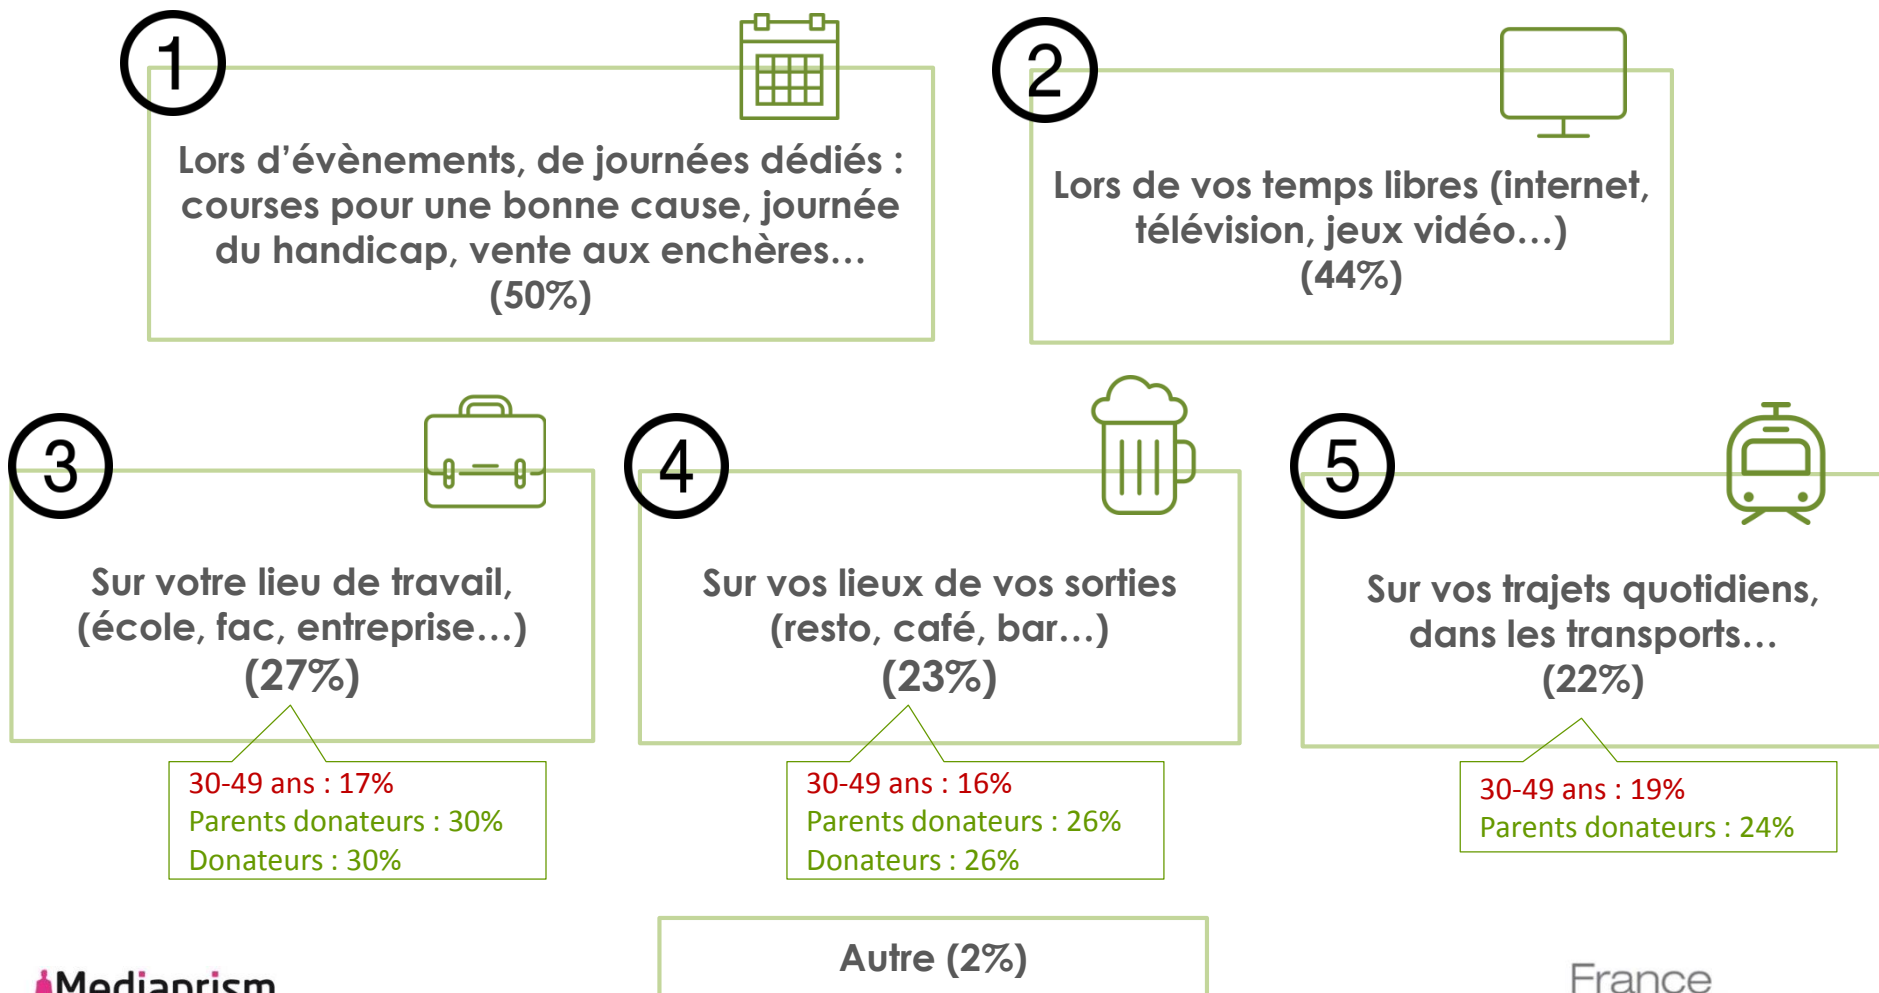 1
Lors d’évènements, de journées dédiés :
courses pour une bonne cause, journée
du handicap, vente aux enchères…
(50%)
2
Lors de vos temps libres (internet,
télévision, jeux vidéo…)
(44%)
3
Sur votre lieu de travail,
(école, fac, entreprise…)
(27%)
30-49 ans : 17%
Parents donateurs : 30%
Donateurs : 30%
4
Sur vos lieux de vos sorties
(resto, café, bar…)
(23%)
30-49 ans : 16%
Parents donateurs : 26%
Donateurs : 26%
5
Sur vos trajets quotidiens,
dans les transports…
(22%)
30-49 ans : 19%
Parents donateurs : 24%
Autre (2%)
Mediaprism
France